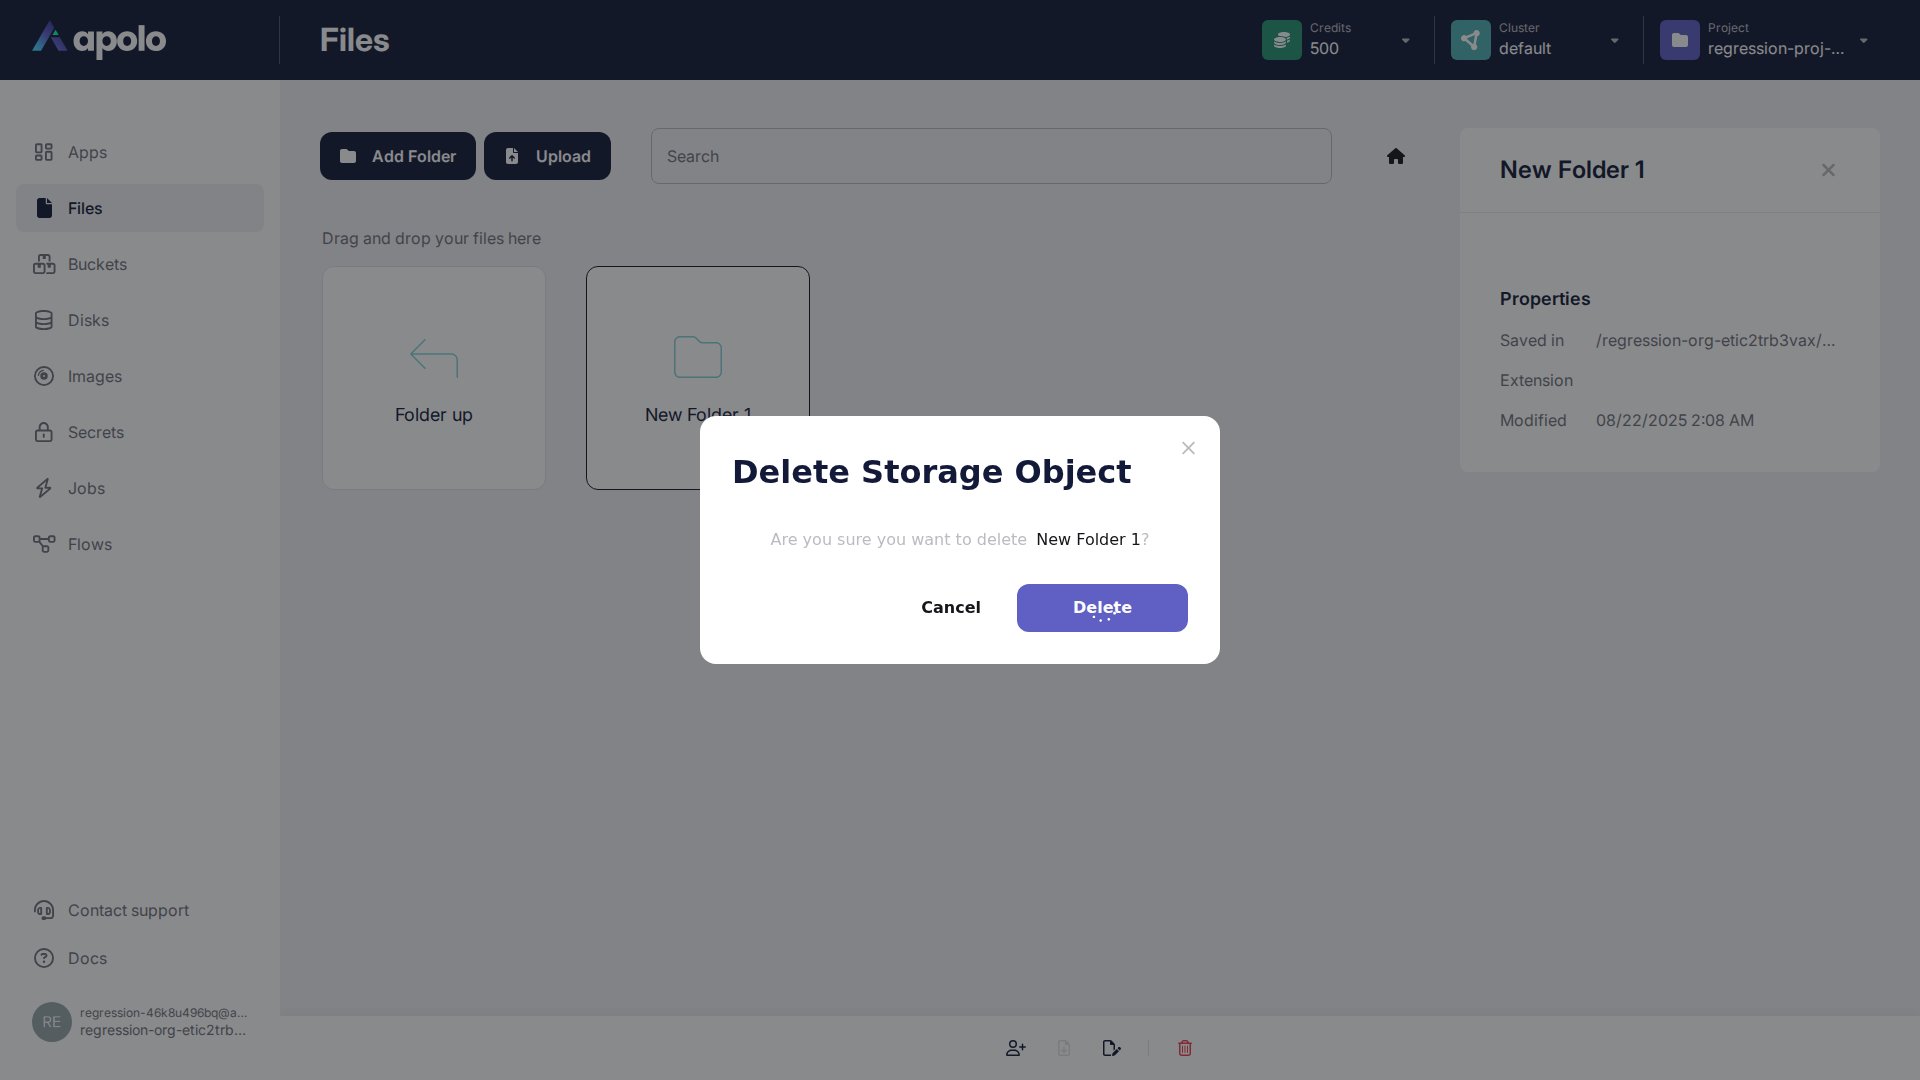 apolo
Files
Credits
500
Cluster
default
Project
regression-proj-...
Apps
Files
Buckets
Disks
Images
Secrets
Jobs
Flows
Contact support
Docs
RE
regression-46k8u496bq@a...
regression-org-etic2trb...
Add Folder
Upload
Search
Drag and drop your files here
Folder up
New Folder 1
New Folder 1
Properties
Saved in /regression-org-etic2trb3vax/...
Extension
Modified 08/22/2025 2:08 AM
Delete Storage Object
Are you sure you want to delete New Folder 1?
Cancel
Delete